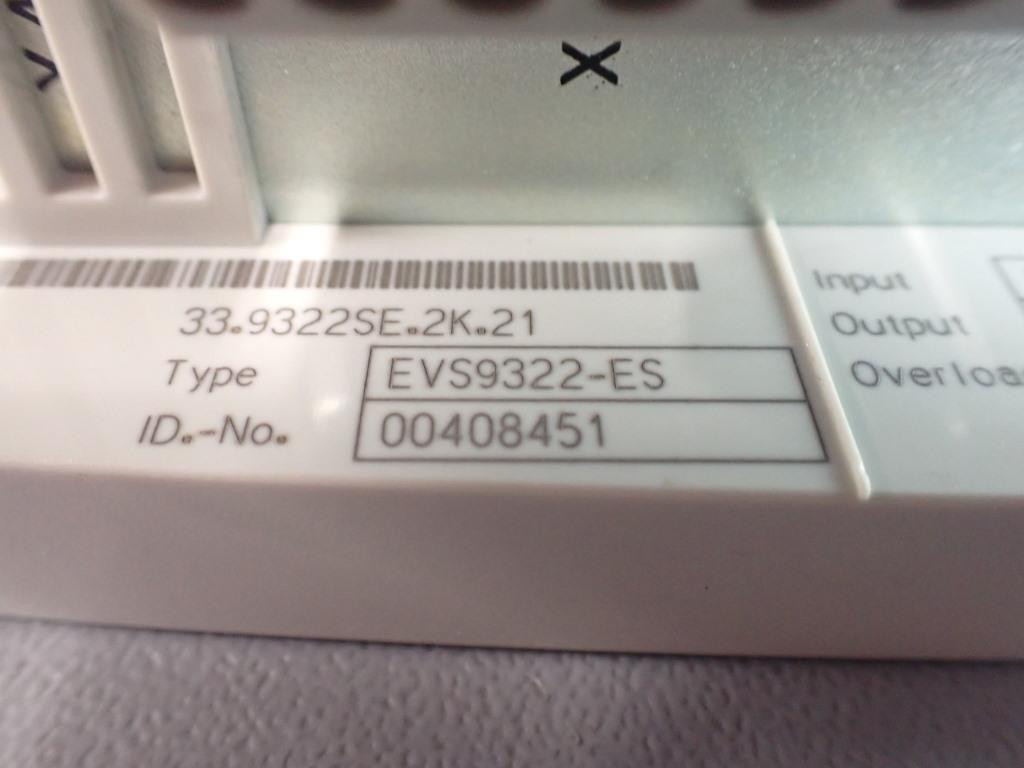 X
33.9322SE.2K.21
Type EVS9322-ES
ID.-No. 00408451
Input
Output